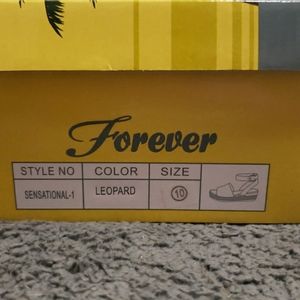 Forever
STYLE NO COLOR SIZE
SENSATIONAL-1 LEOPARD 10